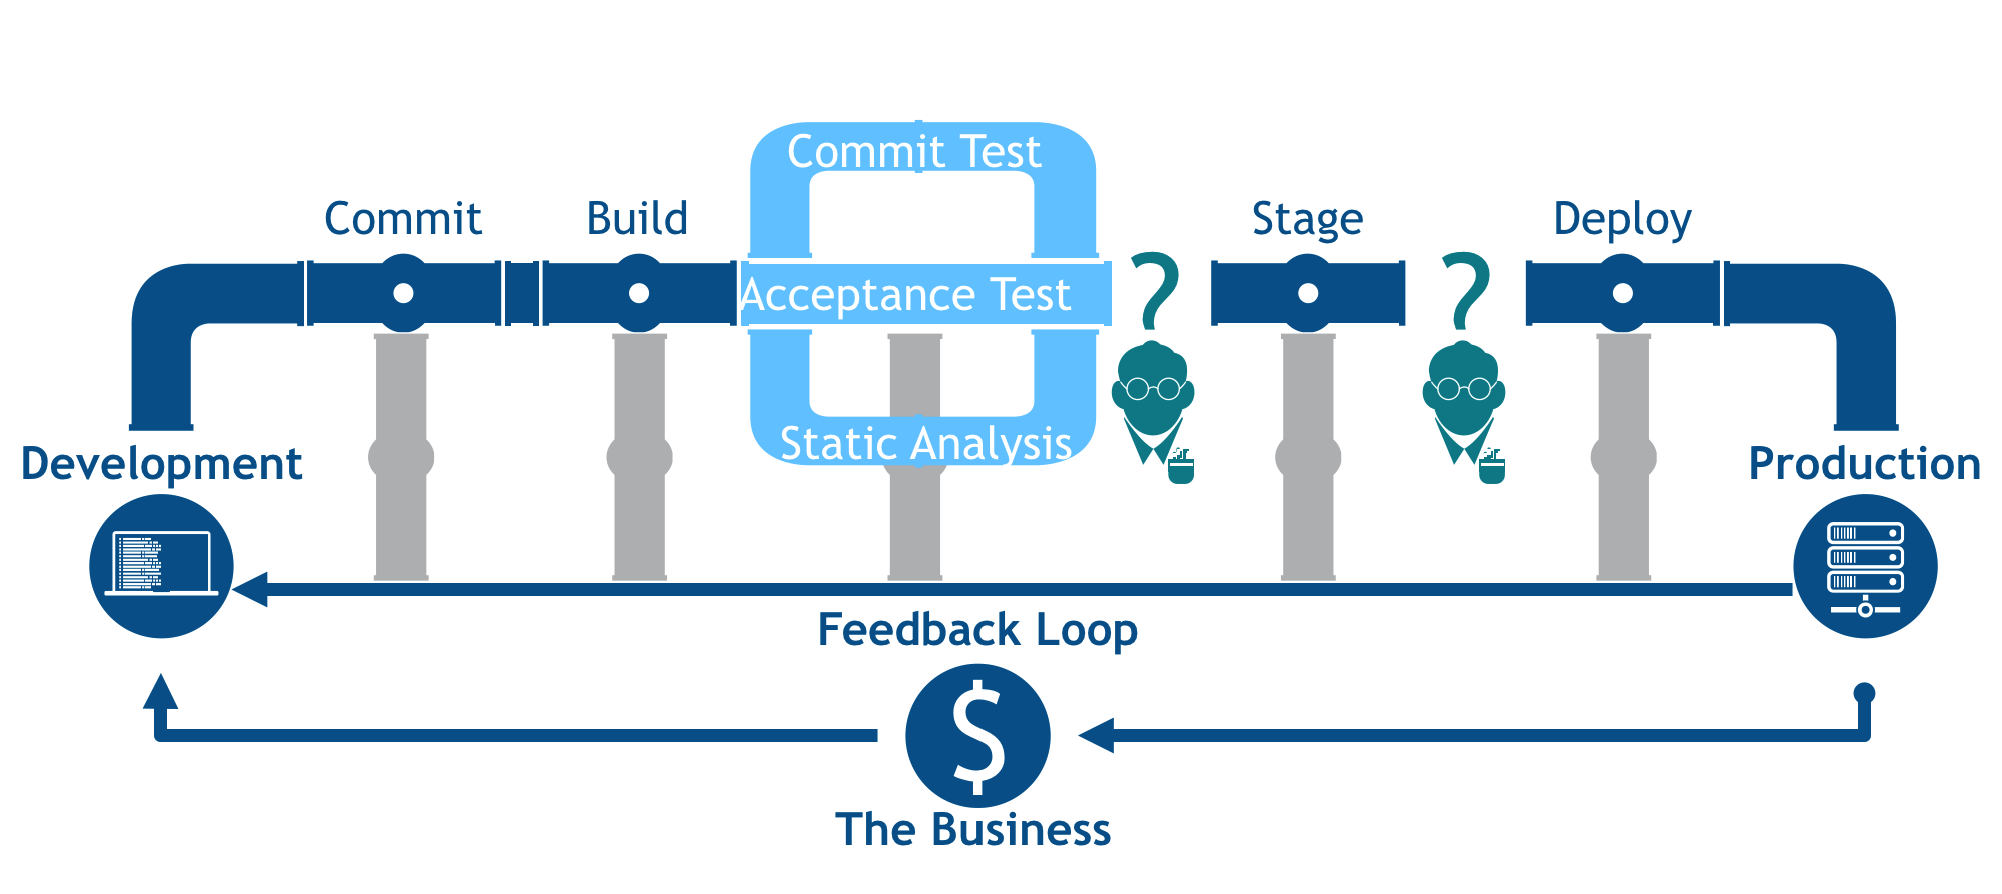 Commit Test
Commit
Build
Stage
Deploy
Acceptance Test
?
?
Static Analysis
Development
Production
Feedback Loop
$
The Business